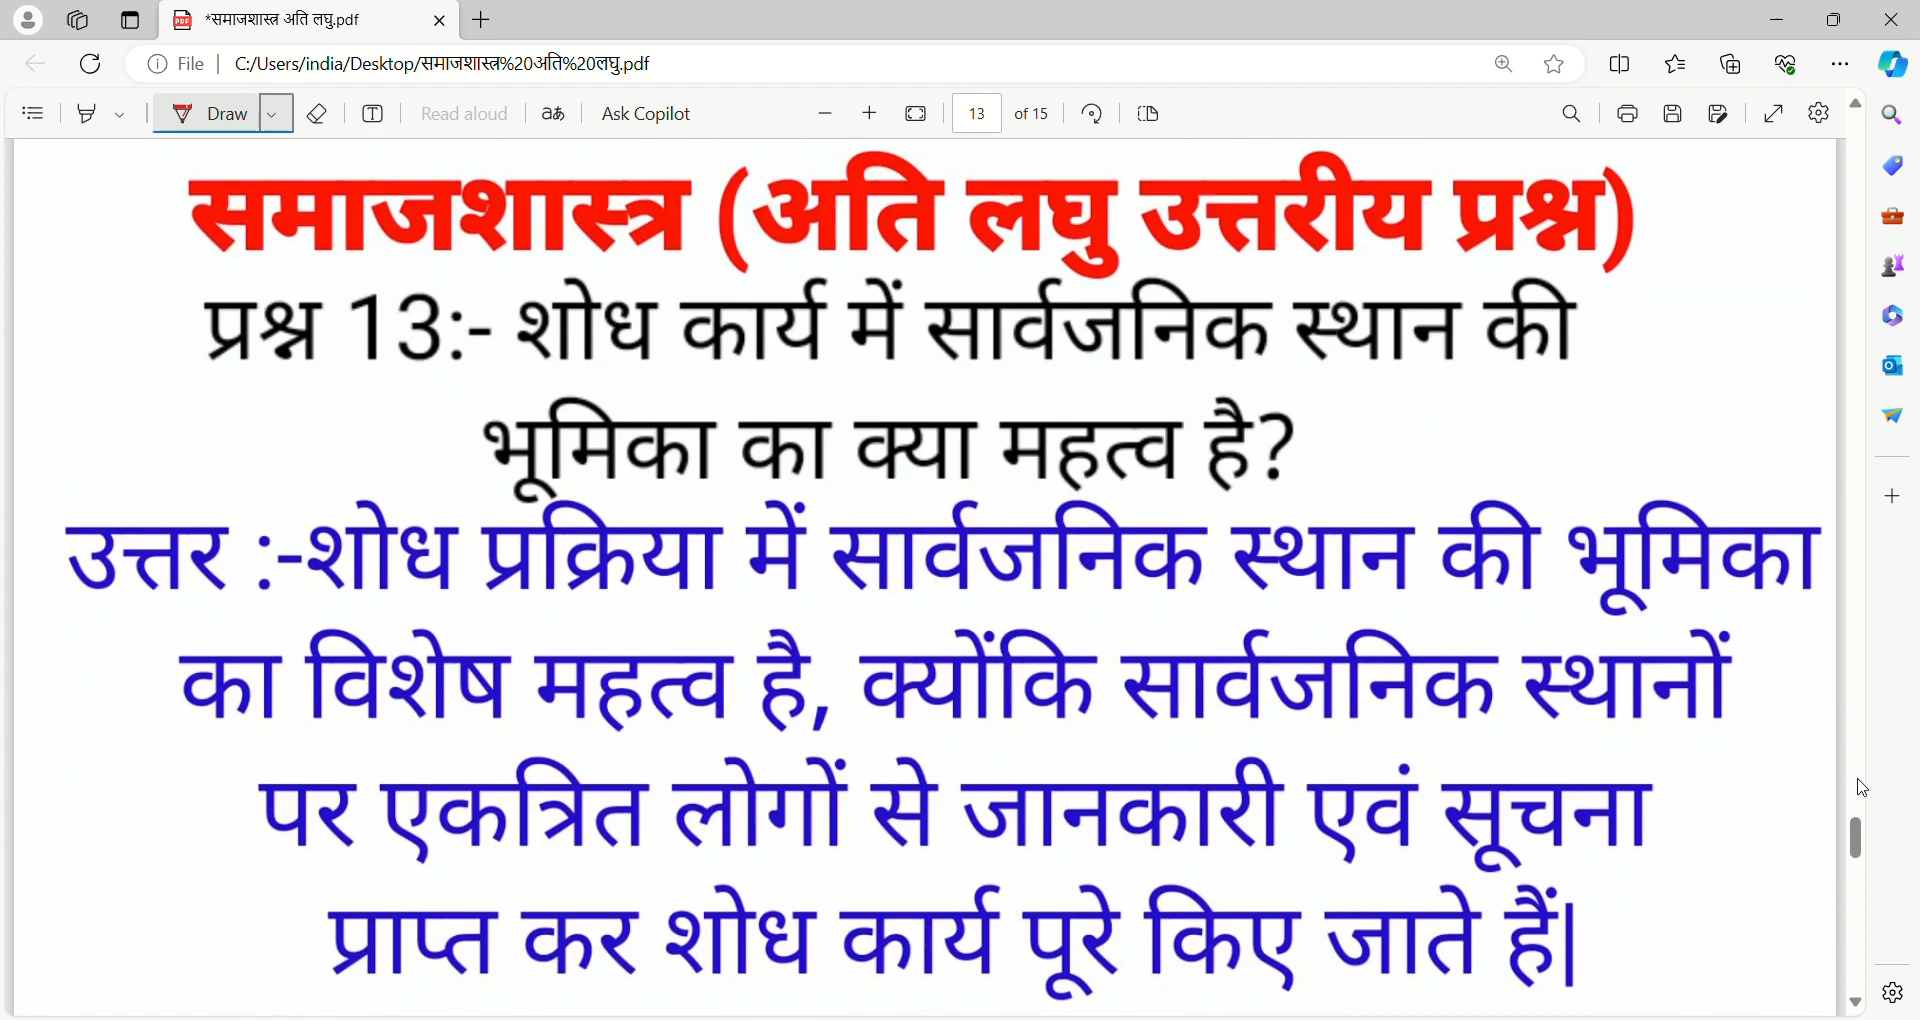 *समाजशास्त्र अति लघु.pdf
File C:/Users/india/Desktop/समाजशास्त्र%20अति%20लघु.pdf
Draw Read aloud aあ Ask Copilot 13 of 15
समाजशास्त्र (अति लघु उत्तरीय प्रश्न)
प्रश्न 13:- शोध कार्य में सार्वजनिक स्थान की
भूमिका का क्या महत्व है?
उत्तर :-शोध प्रक्रिया में सार्वजनिक स्थान की भूमिका
का विशेष महत्व है, क्योंकि सार्वजनिक स्थानों
पर एकत्रित लोगों से जानकारी एवं सूचना
प्राप्त कर शोध कार्य पूरे किए जाते हैं|